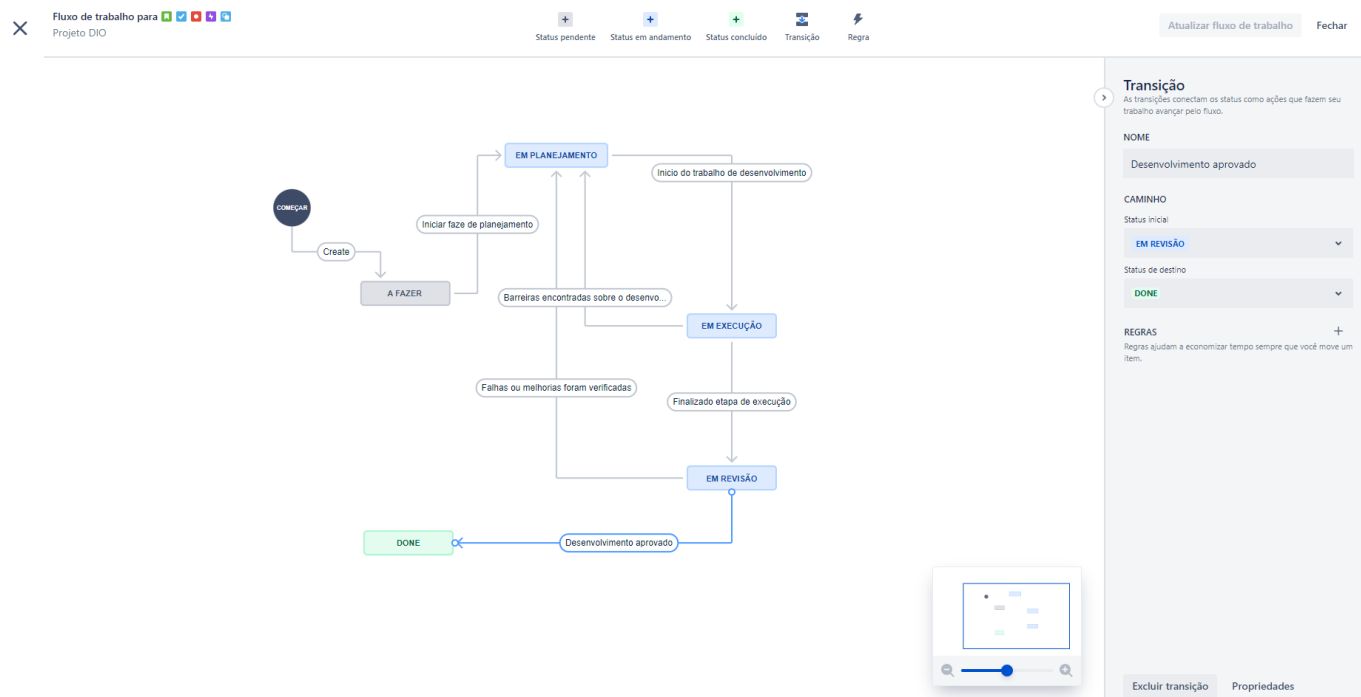 Fluxo de trabalho para
Projeto DIO
Status pendente
Status em andamento
Status concluído
Transição
Regra
Atualizar fluxo de trabalho
Fechar
COMEÇAR
Create
A FAZER
Iniciar faze de planejamento
EM PLANEJAMENTO
Inicio do trabalho de desenvolvimento
Barreiras encontradas sobre o desenvo...
EM EXECUÇÃO
Falhas ou melhorias foram verificadas
Finalizado etapa de execução
EM REVISÃO
DONE
Desenvolvimento aprovado
Transição
As transições conectam os status como ações que fazem seu
trabalho avançar pelo fluxo.
NOME
Desenvolvimento aprovado
CAMINHO
Status inicial
EM REVISÃO
Status de destino
DONE
REGRAS
Regras ajudam a economizar tempo sempre que você move um
item.
Excluir transição
Propriedades